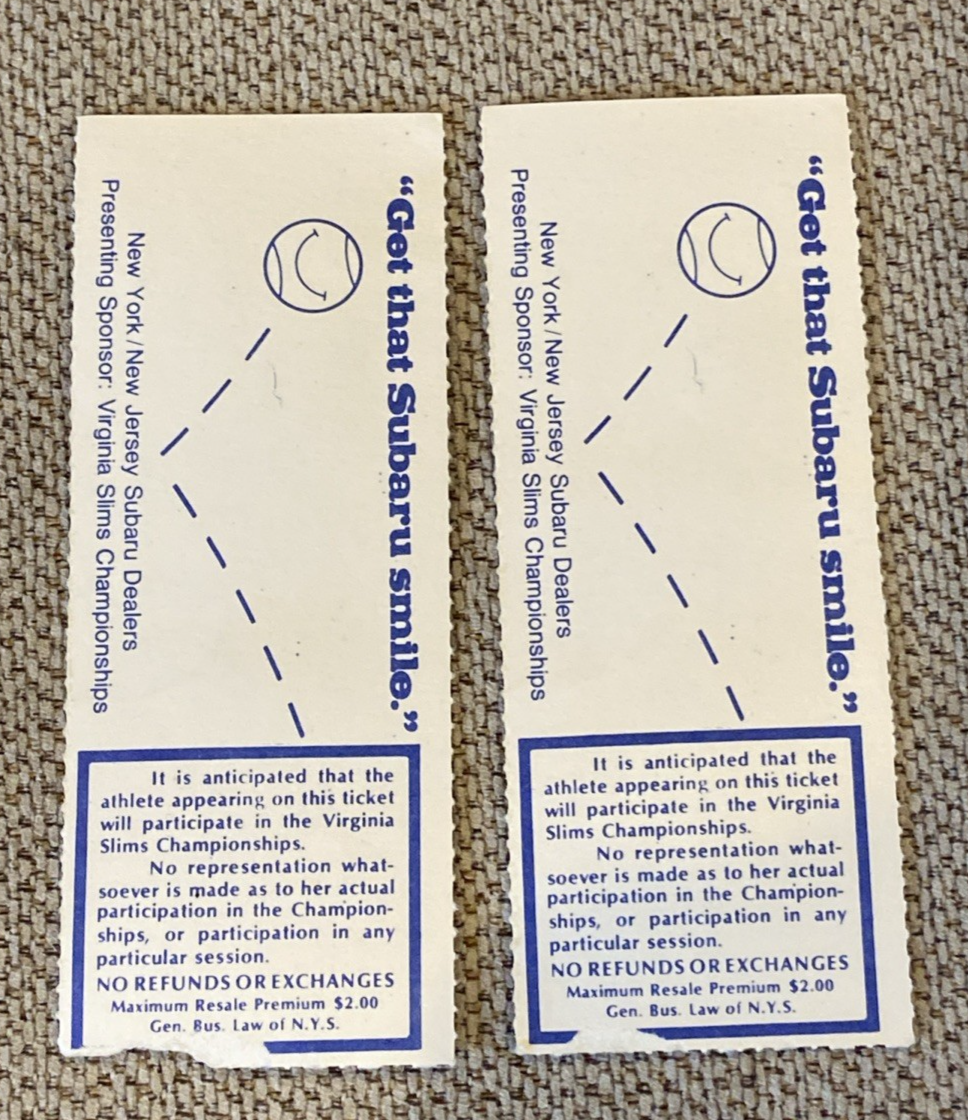 “Get that Subaru smile.”
New York/New Jersey Subaru Dealers
Presenting Sponsor: Virginia Slims Championships
It is anticipated that the
athlete appearing on this ticket
will participate in the Virginia
Slims Championships.
No representation what-
soever is made as to her actual
participation in the Champion-
ships, or participation in any
particular session.
NO REFUNDS OR EXCHANGES
Maximum Resale Premium $2.00
Gen. Bus. Law of N.Y.S.
“Get that Subaru smile.”
New York/New Jersey Subaru Dealers
Presenting Sponsor: Virginia Slims Championships
It is anticipated that the
athlete appearing on this ticket
will participate in the Virginia
Slims Championships.
No representation what-
soever is made as to her actual
participation in the Champion-
ships, or participation in any
particular session.
NO REFUNDS OR EXCHANGES
Maximum Resale Premium $2.00
Gen. Bus. Law of N.Y.S.